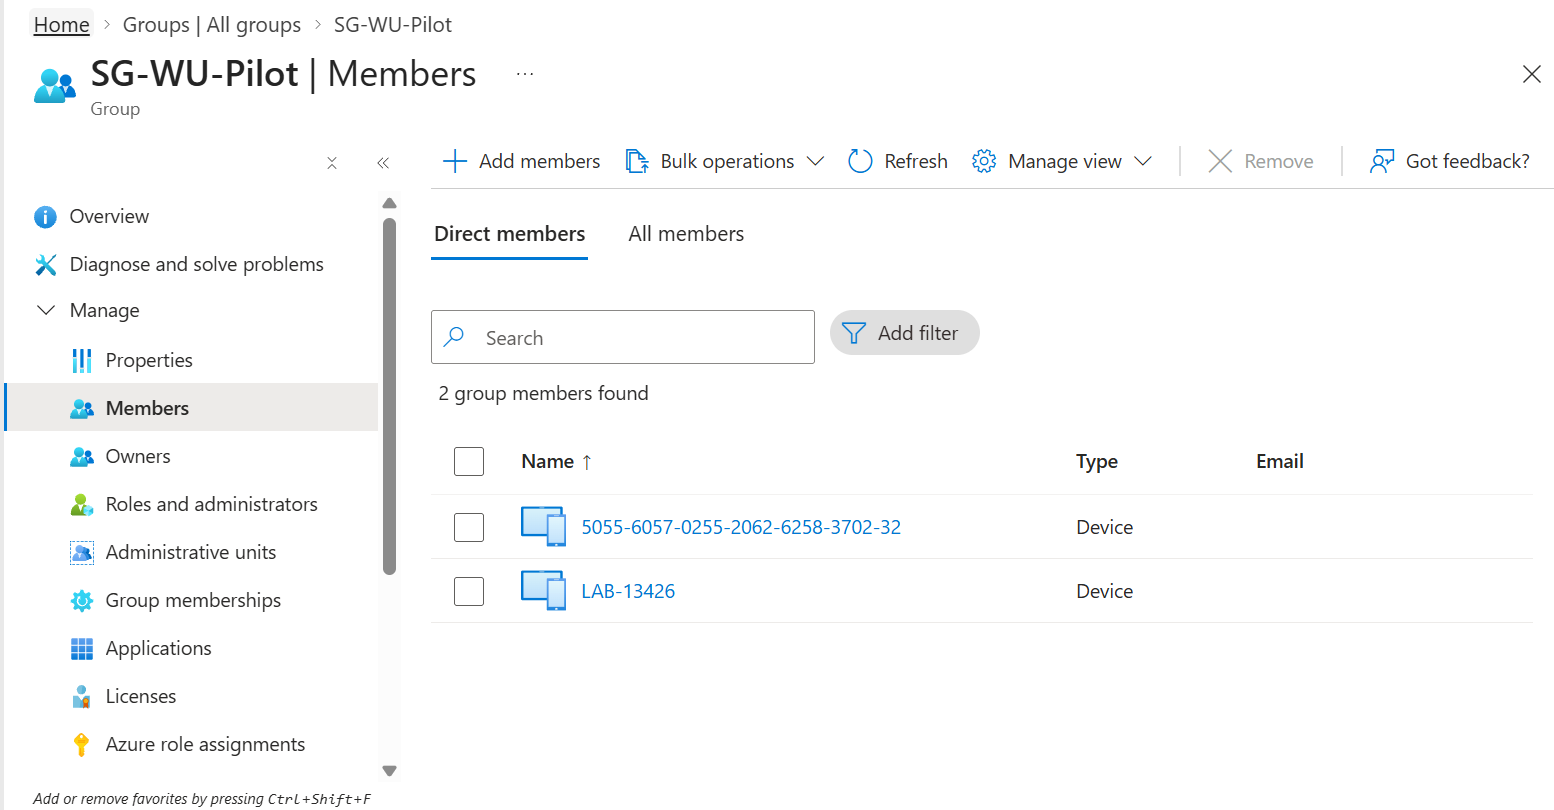 Home > Groups | All groups > SG-WU-Pilot
SG-WU-Pilot | Members ...
Group
Add members Bulk operations Refresh Manage view Remove Got feedback?
Overview
Diagnose and solve problems
Manage
Properties
Members
Owners
Roles and administrators
Administrative units
Group memberships
Applications
Licenses
Azure role assignments
Add or remove favorites by pressing Ctrl+Shift+F
Direct members All members
Search Add filter
2 group members found
Name ↑ Type Email
5055-6057-0255-2062-6258-3702-32 Device
LAB-13426 Device